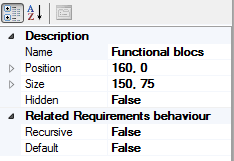 Description
Name Functional blocs
Position 160, 0
Size 150, 75
Hidden False
Related Requirements behaviour
Recursive False
Default False